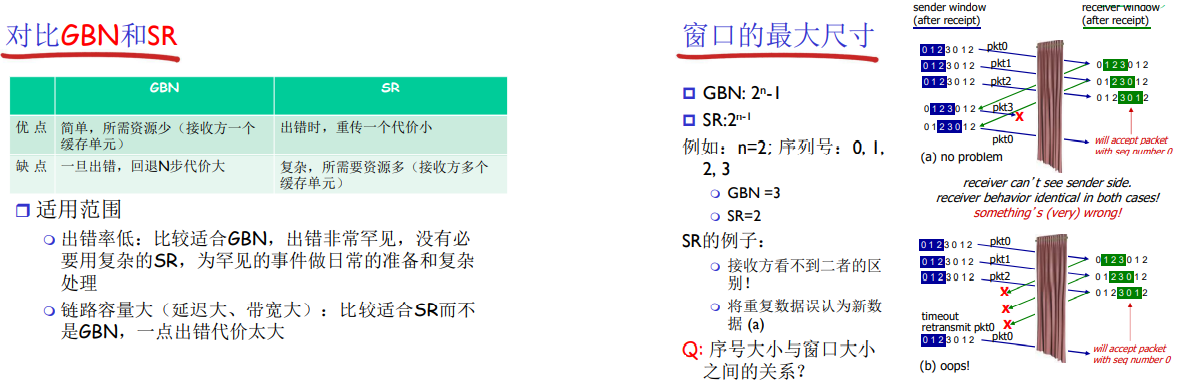 对比GBN和SR
GBN
SR
优点
简单，所需资源少（接收方一个
缓存单元）
出错时，重传一个代价小
缺点
一旦出错，回退N步代价大
复杂，所需要资源多（接收方多个
缓存单元）
适用范围
出错率低：比较适合GBN，出错非常罕见，没有必
要用复杂的SR，为罕见的事件做日常的准备和复杂
处理
链路容量大（延迟大、带宽大）：比较适合SR而不
是GBN，一点出错代价太大
窗口的最大尺寸
GBN: 2ⁿ-1
SR:2ⁿ⁻¹
例如：n=2; 序列号：0, 1,
2, 3
GBN =3
SR=2
SR的例子：
接收方看不到二者的区
别！
将重复数据误认为新数
据 (a)
Q: 序号大小与窗口大小
之间的关系？
sender window
(after receipt)
receiver window
(after receipt)
0 1 2 3 0 1 2
pkt0
0 1 2 3 0 1 2
pkt1
0 1 2 3 0 1 2
0 1 2 3 0 1 2
pkt2
0 1 2 3 0 1 2
0 1 2 3 0 1 2
0 1 2 3 0 1 2
pkt3
X
0 1 2 3 0 1 2
pkt0
will accept packet
with seq number 0
(a) no problem
receiver can't see sender side.
receiver behavior identical in both cases!
something's (very) wrong!
0 1 2 3 0 1 2
pkt0
0 1 2 3 0 1 2
pkt1
0 1 2 3 0 1 2
0 1 2 3 0 1 2
pkt2
0 1 2 3 0 1 2
X
0 1 2 3 0 1 2
X
timeout
retransmit pkt0
X
0 1 2 3 0 1 2
pkt0
will accept packet
with seq number 0
(b) oops!